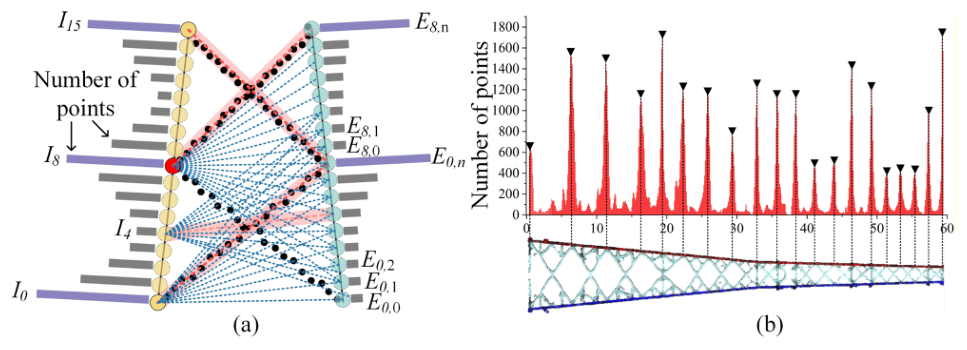 I15
E8,n
Number of
points
E8,1
E8,0
I8
E0,n
I4
E0,2
E0,1
I0
E0,0
(a)
Number of points
1800
1600
1400
1200
1000
800
600
400
200
0
0 10 20 30 40 50 60
(b)